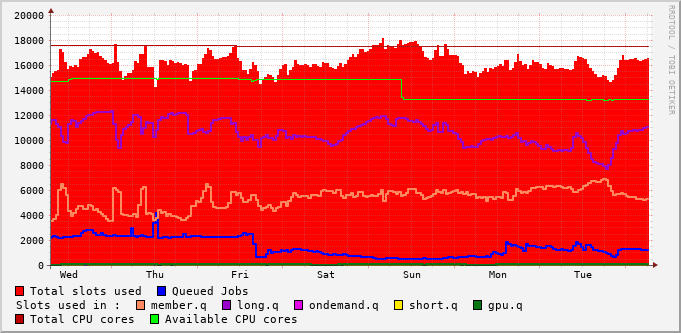 20000
18000
16000
14000
12000
10000
8000
6000
4000
2000
0
Wed Thu Fri Sat Sun Mon Tue
RRDTOOL / TOBI OETIKER
Total slots used Queued Jobs
Slots used in : member.q long.q ondemand.q short.q gpu.q
Total CPU cores Available CPU cores